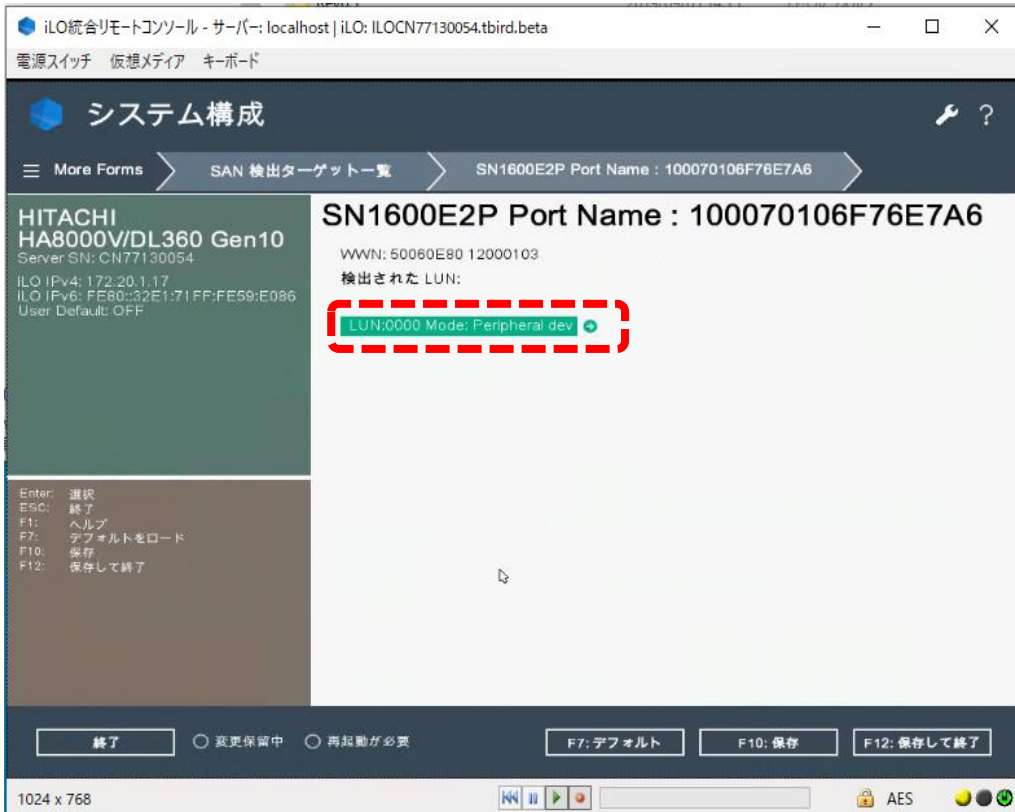 iLO統合リモートコンソール - サーバー: localhost | iLO: ILOCN77130054.tbird.beta
電源スイッチ 仮想メディア キーボード
システム構成
?
More Forms
SAN 検出ターゲット一覧
SN1600E2P Port Name : 100070106F76E7A6
HITACHI
HA8000V/DL360 Gen10
Server SN: CN77130054
iLO IPv4: 172.20.1.17
iLO IPv6: FE80::32E1:71FF:FE59:E086
User Default: OFF
SN1600E2P Port Name : 100070106F76E7A6
WWN: 50060E80 12000103
検出された LUN:
LUN:0000 Mode: Peripheral dev
Enter: 選択
ESC: 終了
F1: ヘルプ
F7: デフォルトをロード
F10: 保存
F12: 保存して終了
終了
変更保留中
再起動が必要
F7: デフォルト
F10: 保存
F12: 保存して終了
1024 x 768
AES